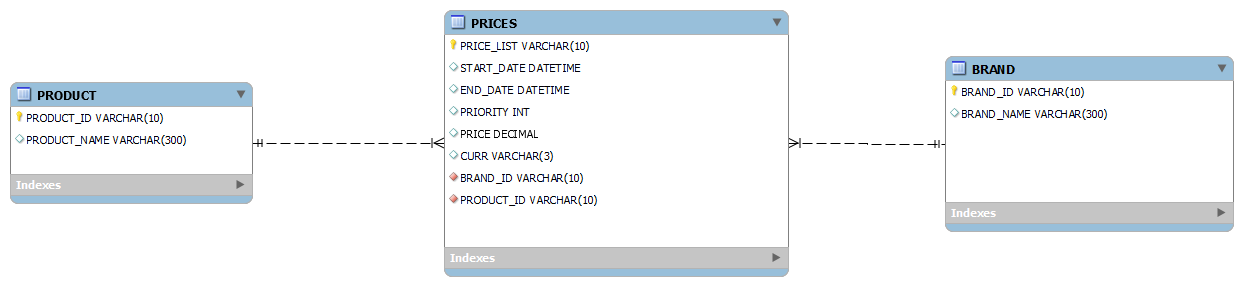 PRODUCT
PRODUCT_ID VARCHAR(10)
PRODUCT_NAME VARCHAR(300)
Indexes
PRICES
PRICE_LIST VARCHAR(10)
START_DATE DATETIME
END_DATE DATETIME
PRIORITY INT
PRICE DECIMAL
CURR VARCHAR(3)
BRAND_ID VARCHAR(10)
PRODUCT_ID VARCHAR(10)
Indexes
BRAND
BRAND_ID VARCHAR(10)
BRAND_NAME VARCHAR(300)
Indexes